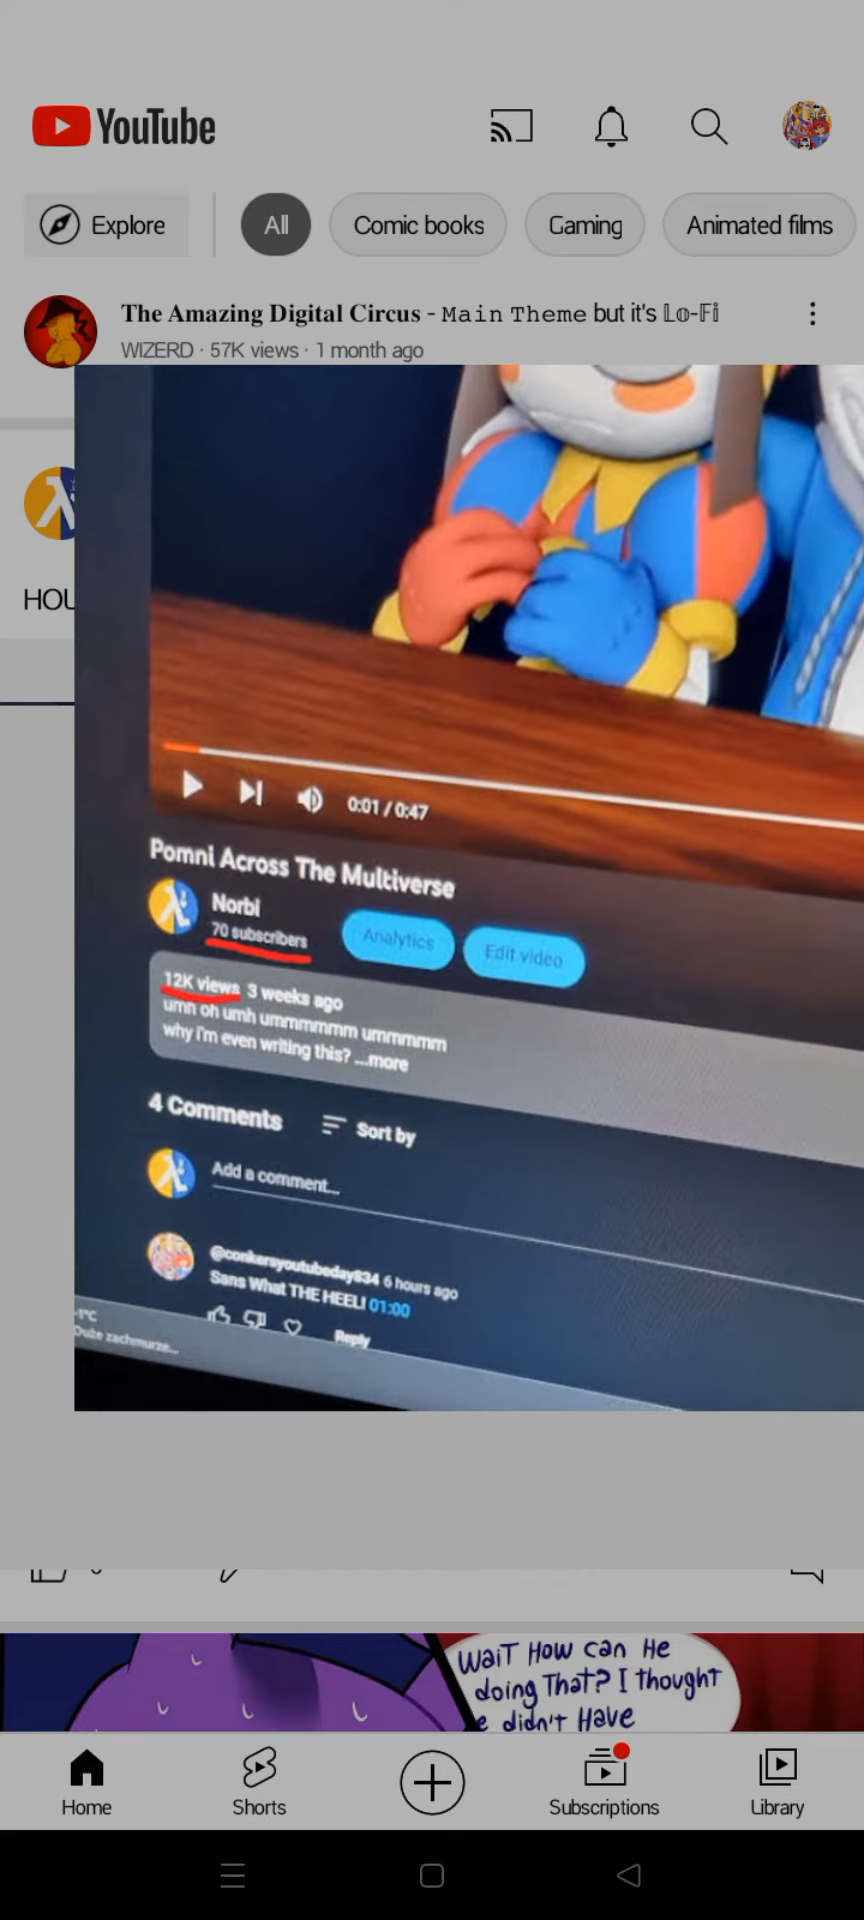 YouTube
Explore
All
Comic books
Gaming
Animated films
The Amazing Digital Circus - Main Theme but it's Lo-Fi
WIZERD · 57K views · 1 month ago
HOU
0:01 / 0:47
Pomni Across The Multiverse
Norbi
70 subscribers
Analytics
Edit video
12K views 3 weeks ago
umn oh umh ummmmmm ummmmm
why I'm even writing this? ...more
4 Comments
Sort by
Add a comment...
@conkersyoutubeday834 6 hours ago
Sans What THE HEEL! 01:00
Reply
-1°C
Duże zachmurze...
WaiT How can He
doing That? I thought
e didn't Have
Home
Shorts
Subscriptions
Library